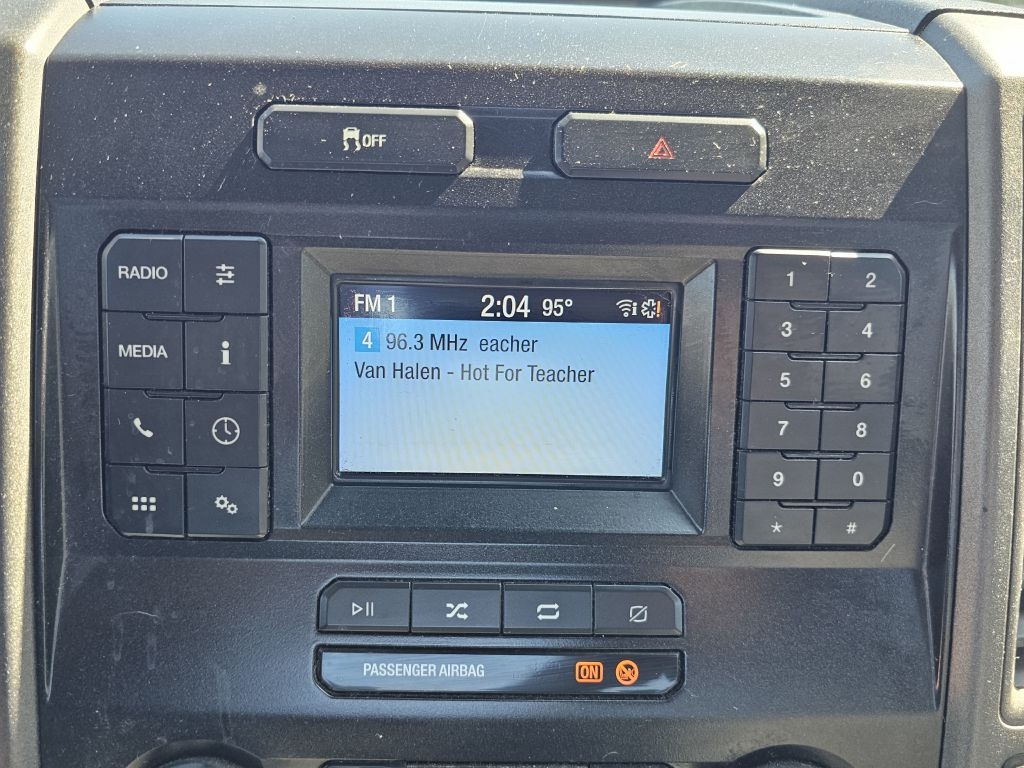 OFF
RADIO
MEDIA
i
FM 1 2:04 95°
4 96.3 MHz eacher
Van Halen - Hot For Teacher
1 2
3 4
5 6
7 8
9 0
* #
PASSENGER AIRBAG ON